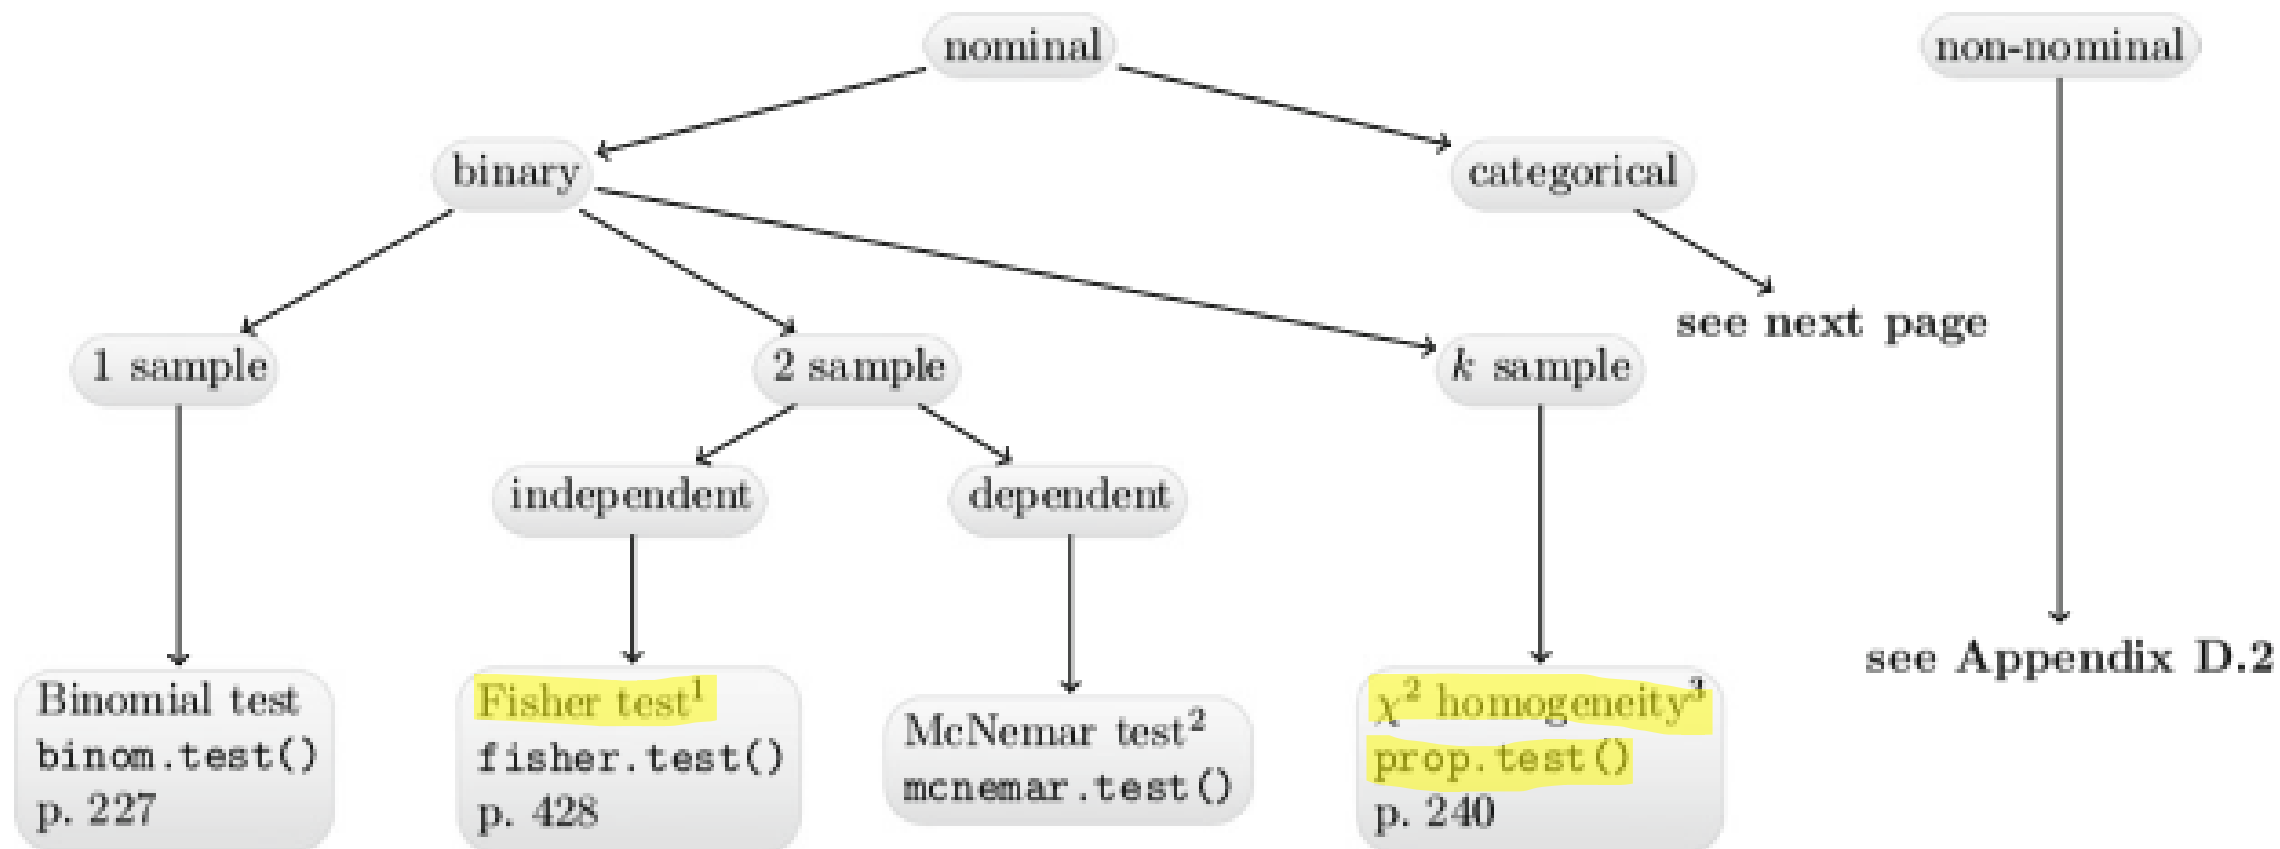 nominal
non-nominal
binary
categorical
see next page
1 sample
2 sample
k sample
independent
dependent
see Appendix D.2
Binomial test
binom.test()
p. 227
Fisher test¹
fisher.test()
p. 428
McNemar test²
mcnemar.test()
χ² homogeneity³
prop.test()
p. 240